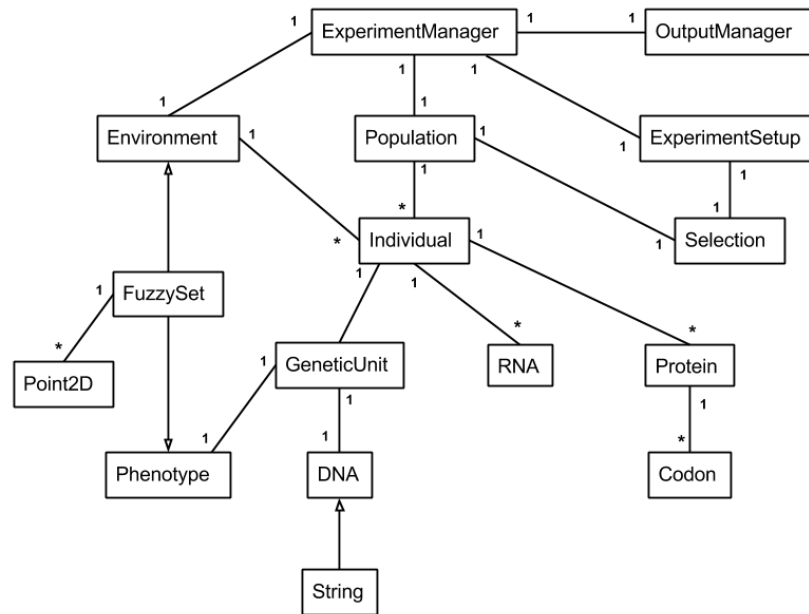 1 ExperimentManager 1 1 OutputManager
1 1
1 1
Environment 1 Population 1 ExperimentSetup
1
1 1
* * 1
Individual 1 1 Selection
1 1
1 FuzzySet
* * *
Point2D 1 GeneticUnit RNA Protein
1 1
1 1 *
Phenotype DNA Codon
String